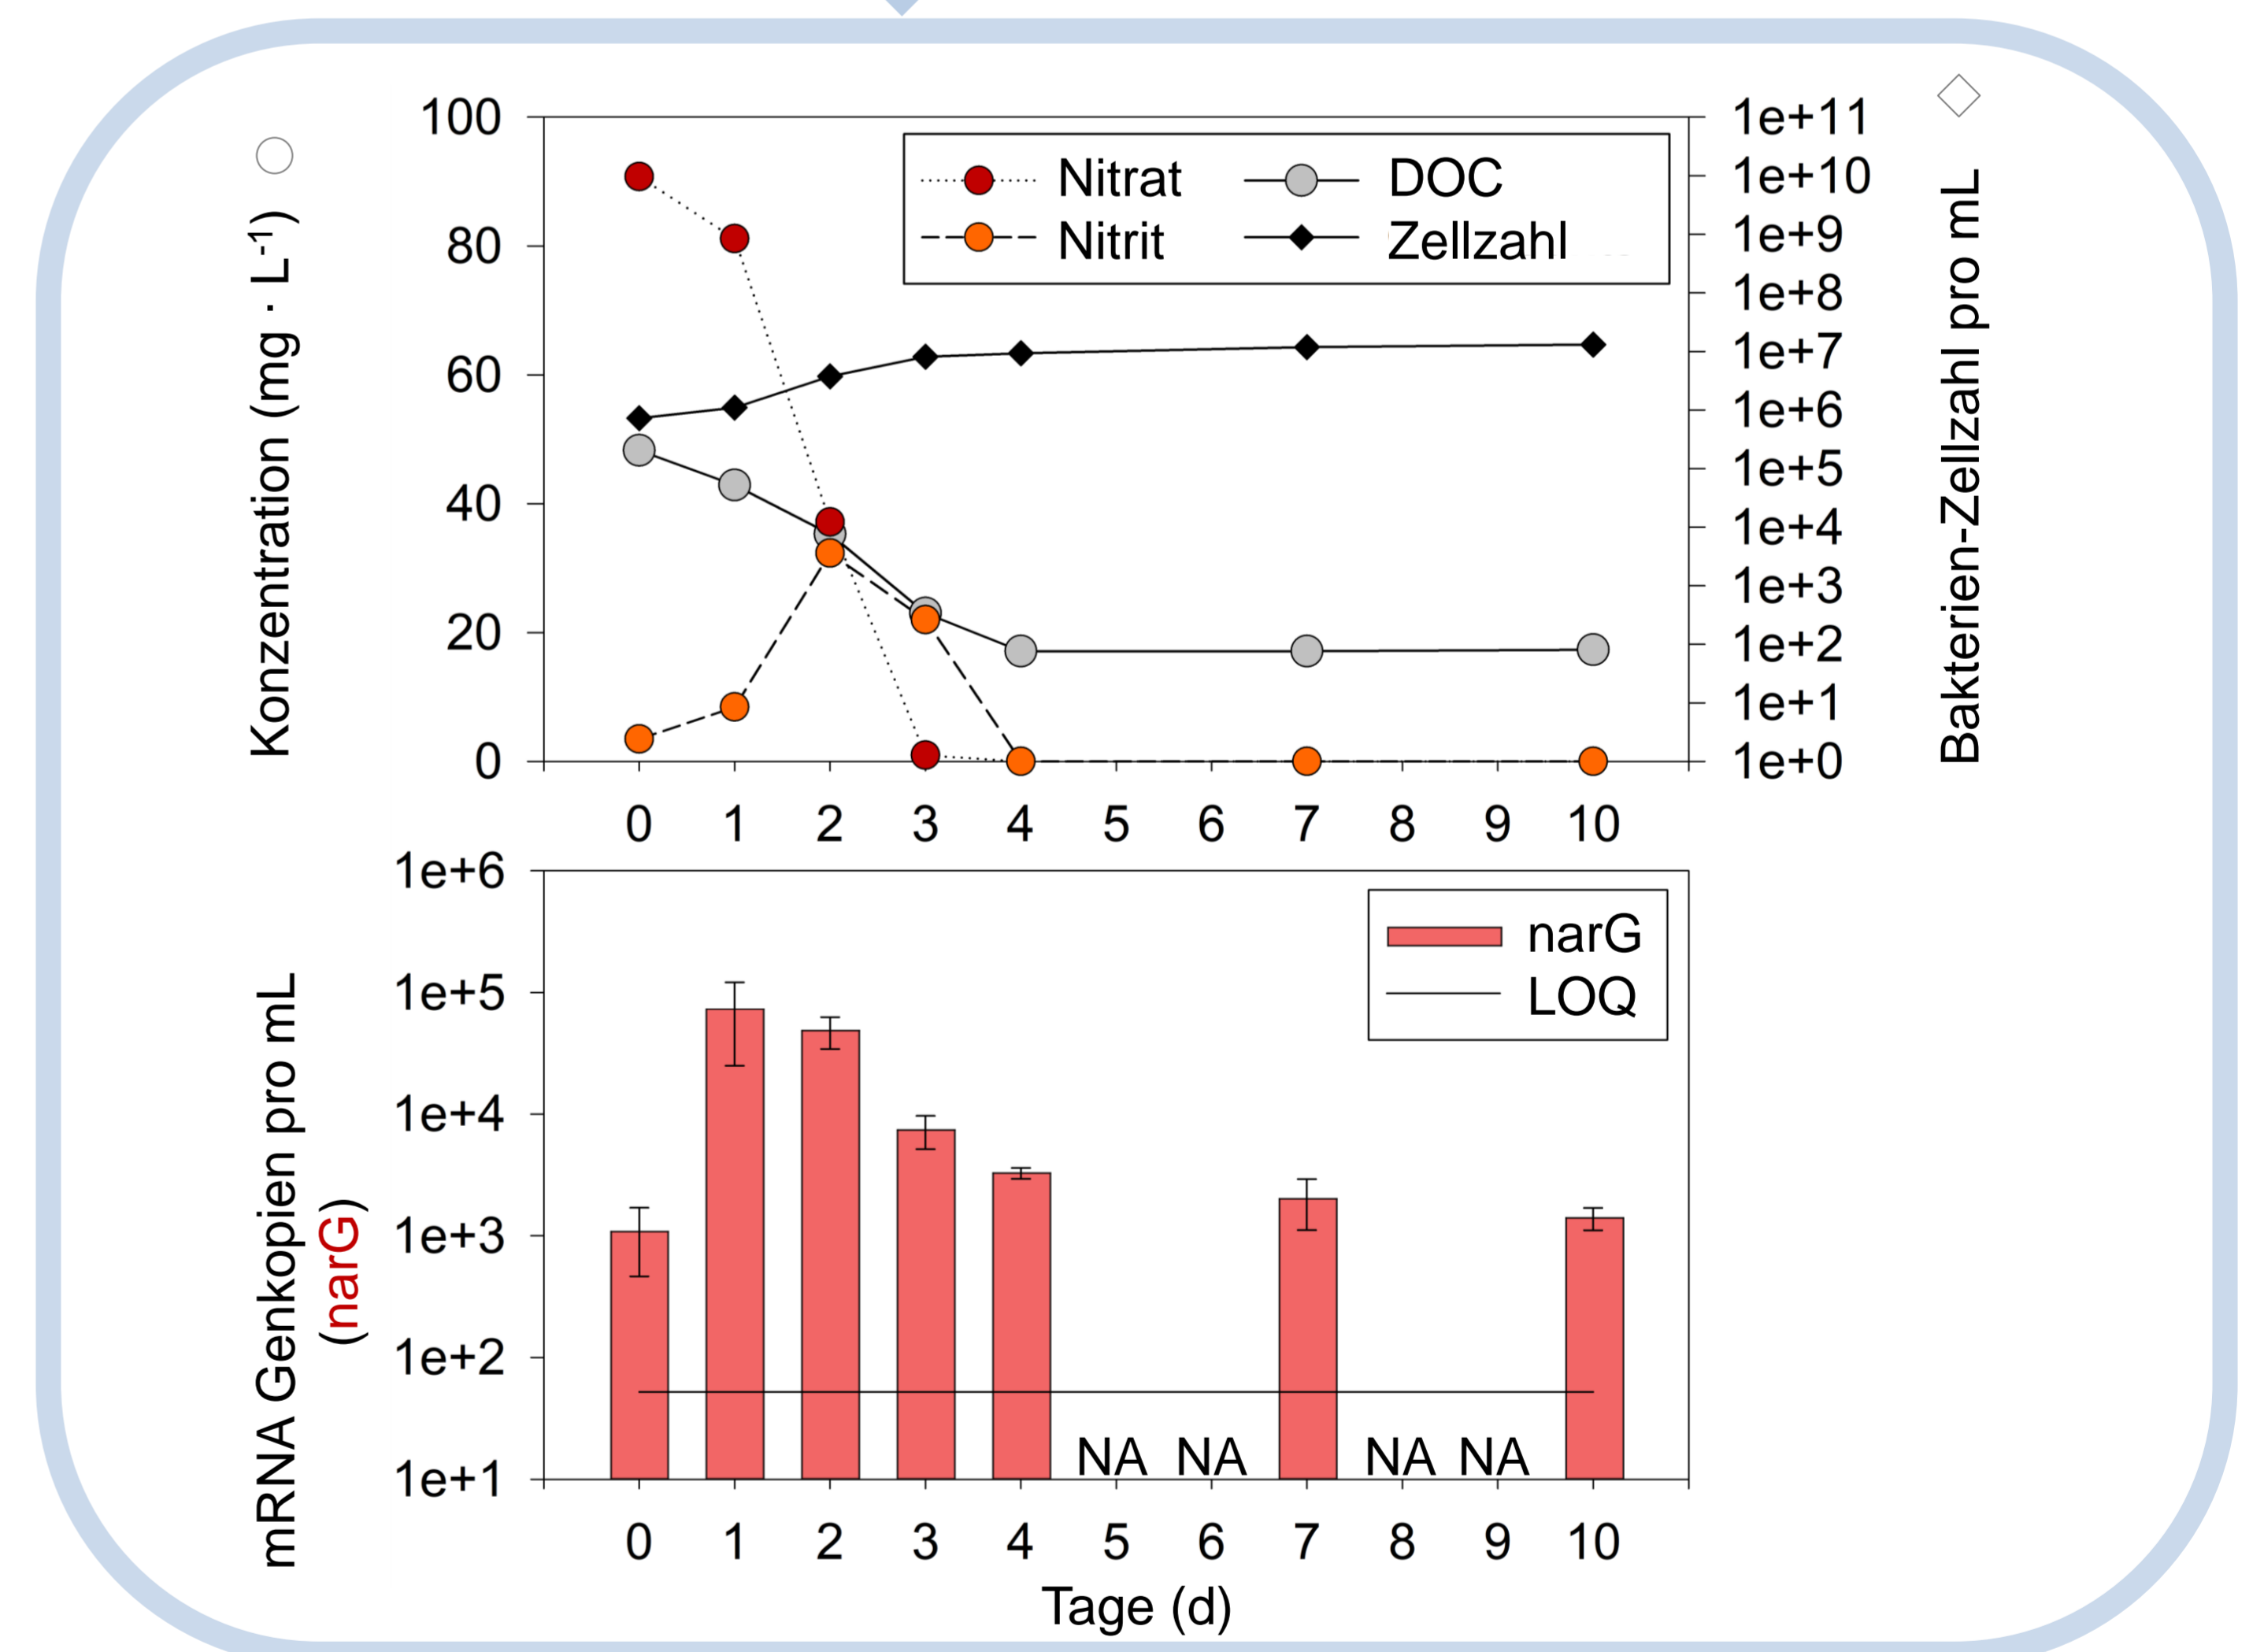 Konzentration (mg · L-1)
100
80
60
40
20
0
Nitrat
DOC
Nitrit
Zellzahl
1e+11
1e+10
1e+9
1e+8
1e+7
1e+6
1e+5
1e+4
1e+3
1e+2
1e+1
1e+0
Bakterien-Zellzahl pro mL
0 1 2 3 4 5 6 7 8 9 10
mRNA Genkopien pro mL
(narG)
1e+6
1e+5
1e+4
1e+3
1e+2
1e+1
narG
LOQ
NA NA NA NA
0 1 2 3 4 5 6 7 8 9 10
Tage (d)